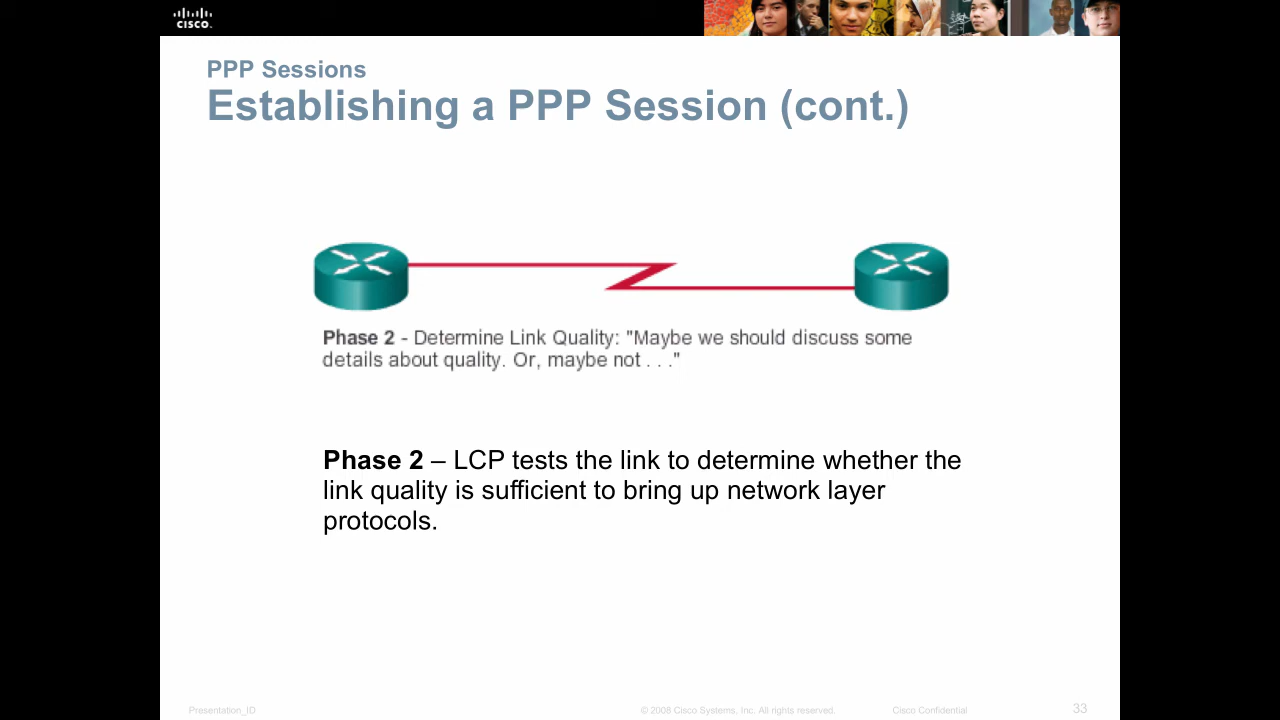 CISCO.
PPP Sessions
Establishing a PPP Session (cont.)
Phase 2 - Determine Link Quality: "Maybe we should discuss some
details about quality. Or, maybe not . . ."
Phase 2 – LCP tests the link to determine whether the
link quality is sufficient to bring up network layer
protocols.
Presentation_ID © 2008 Cisco Systems, Inc. All rights reserved. Cisco Confidential 33